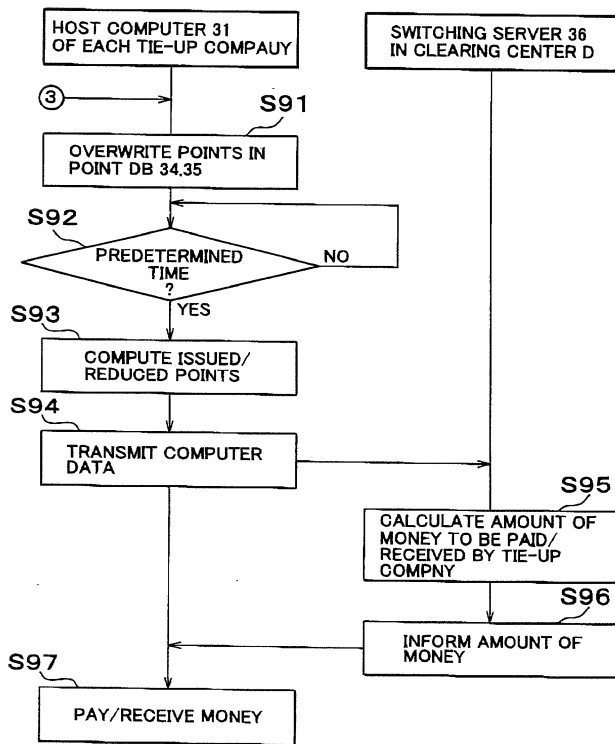 HOST COMPUTER 31
OF EACH TIE-UP COMPAUY
SWITCHING SERVER 36
IN CLEARING CENTER D
3
S91
OVERWRITE POINTS IN
POINT DB 34.35
S92
PREDETERMINED
TIME
?
NO
YES
S93
COMPUTE ISSUED/
REDUCED POINTS
S94
TRANSMIT COMPUTER
DATA
S95
CALCULATE AMOUNT OF
MONEY TO BE PAID/
RECEIVED BY TIE-UP
COMPNY
S96
INFORM AMOUNT OF
MONEY
S97
PAY/RECEIVE MONEY